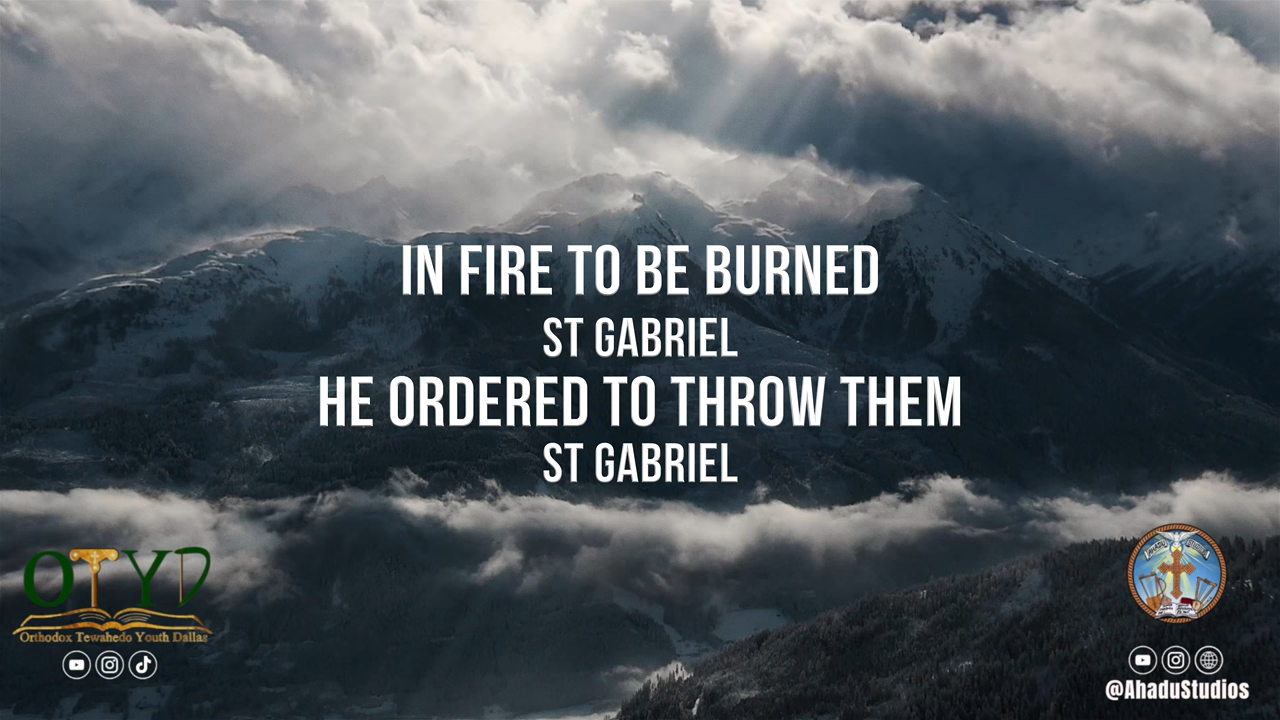 IN FIRE TO BE BURNED
ST GABRIEL
HE ORDERED TO THROW THEM
ST GABRIEL
OTYD
Orthodox Tewahedo Youth Dallas
@AhaduStudios